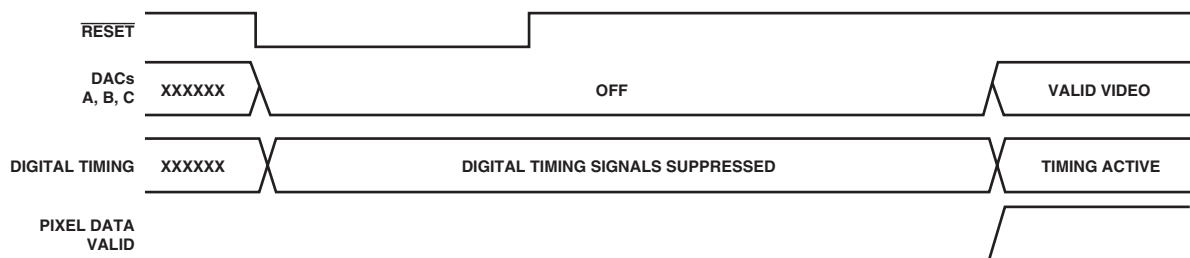 RESET
DACs
A, B, C
XXXXXX
OFF
VALID VIDEO
DIGITAL TIMING
XXXXXX
DIGITAL TIMING SIGNALS SUPPRESSED
TIMING ACTIVE
PIXEL DATA
VALID